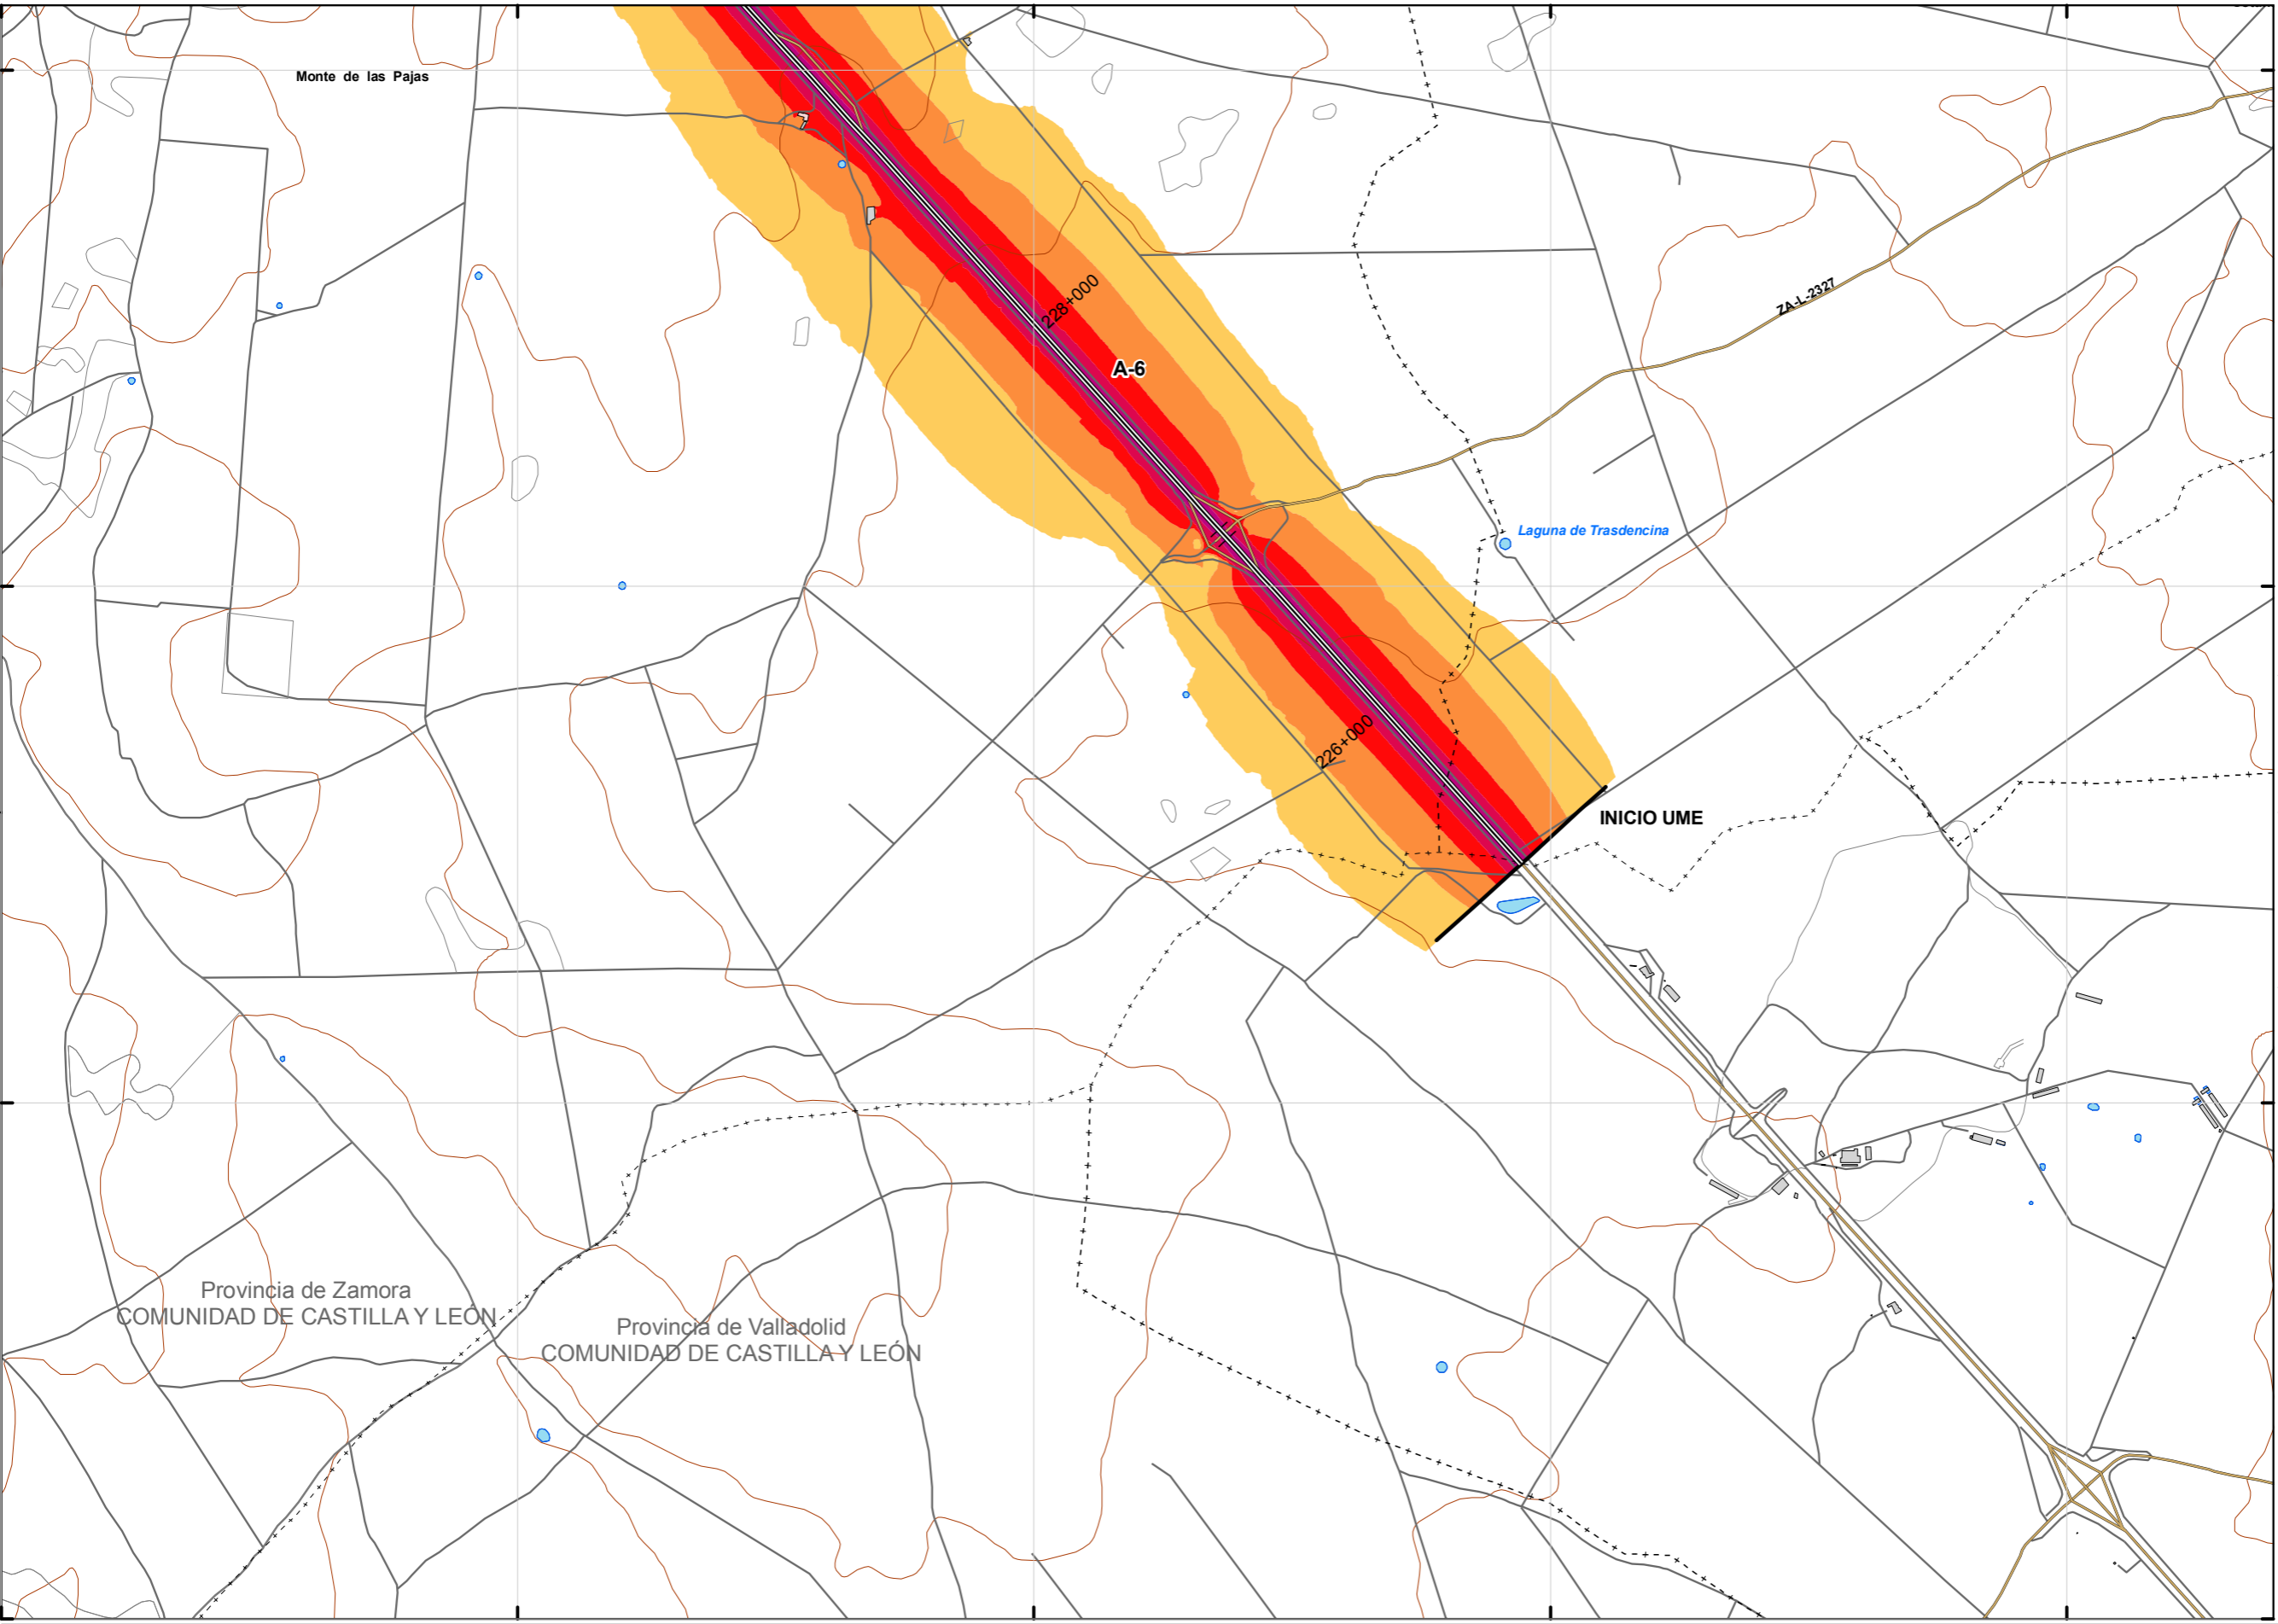 Monte de las Pajas
228+000
ZA-L-2327
A-6
Laguna de Trasdencina
226+000
INICIO UME
Provincia de Zamora
COMUNIDAD DE CASTILLA Y LEÓN
Provincia de Valladolid
COMUNIDAD DE CASTILLA Y LEÓN